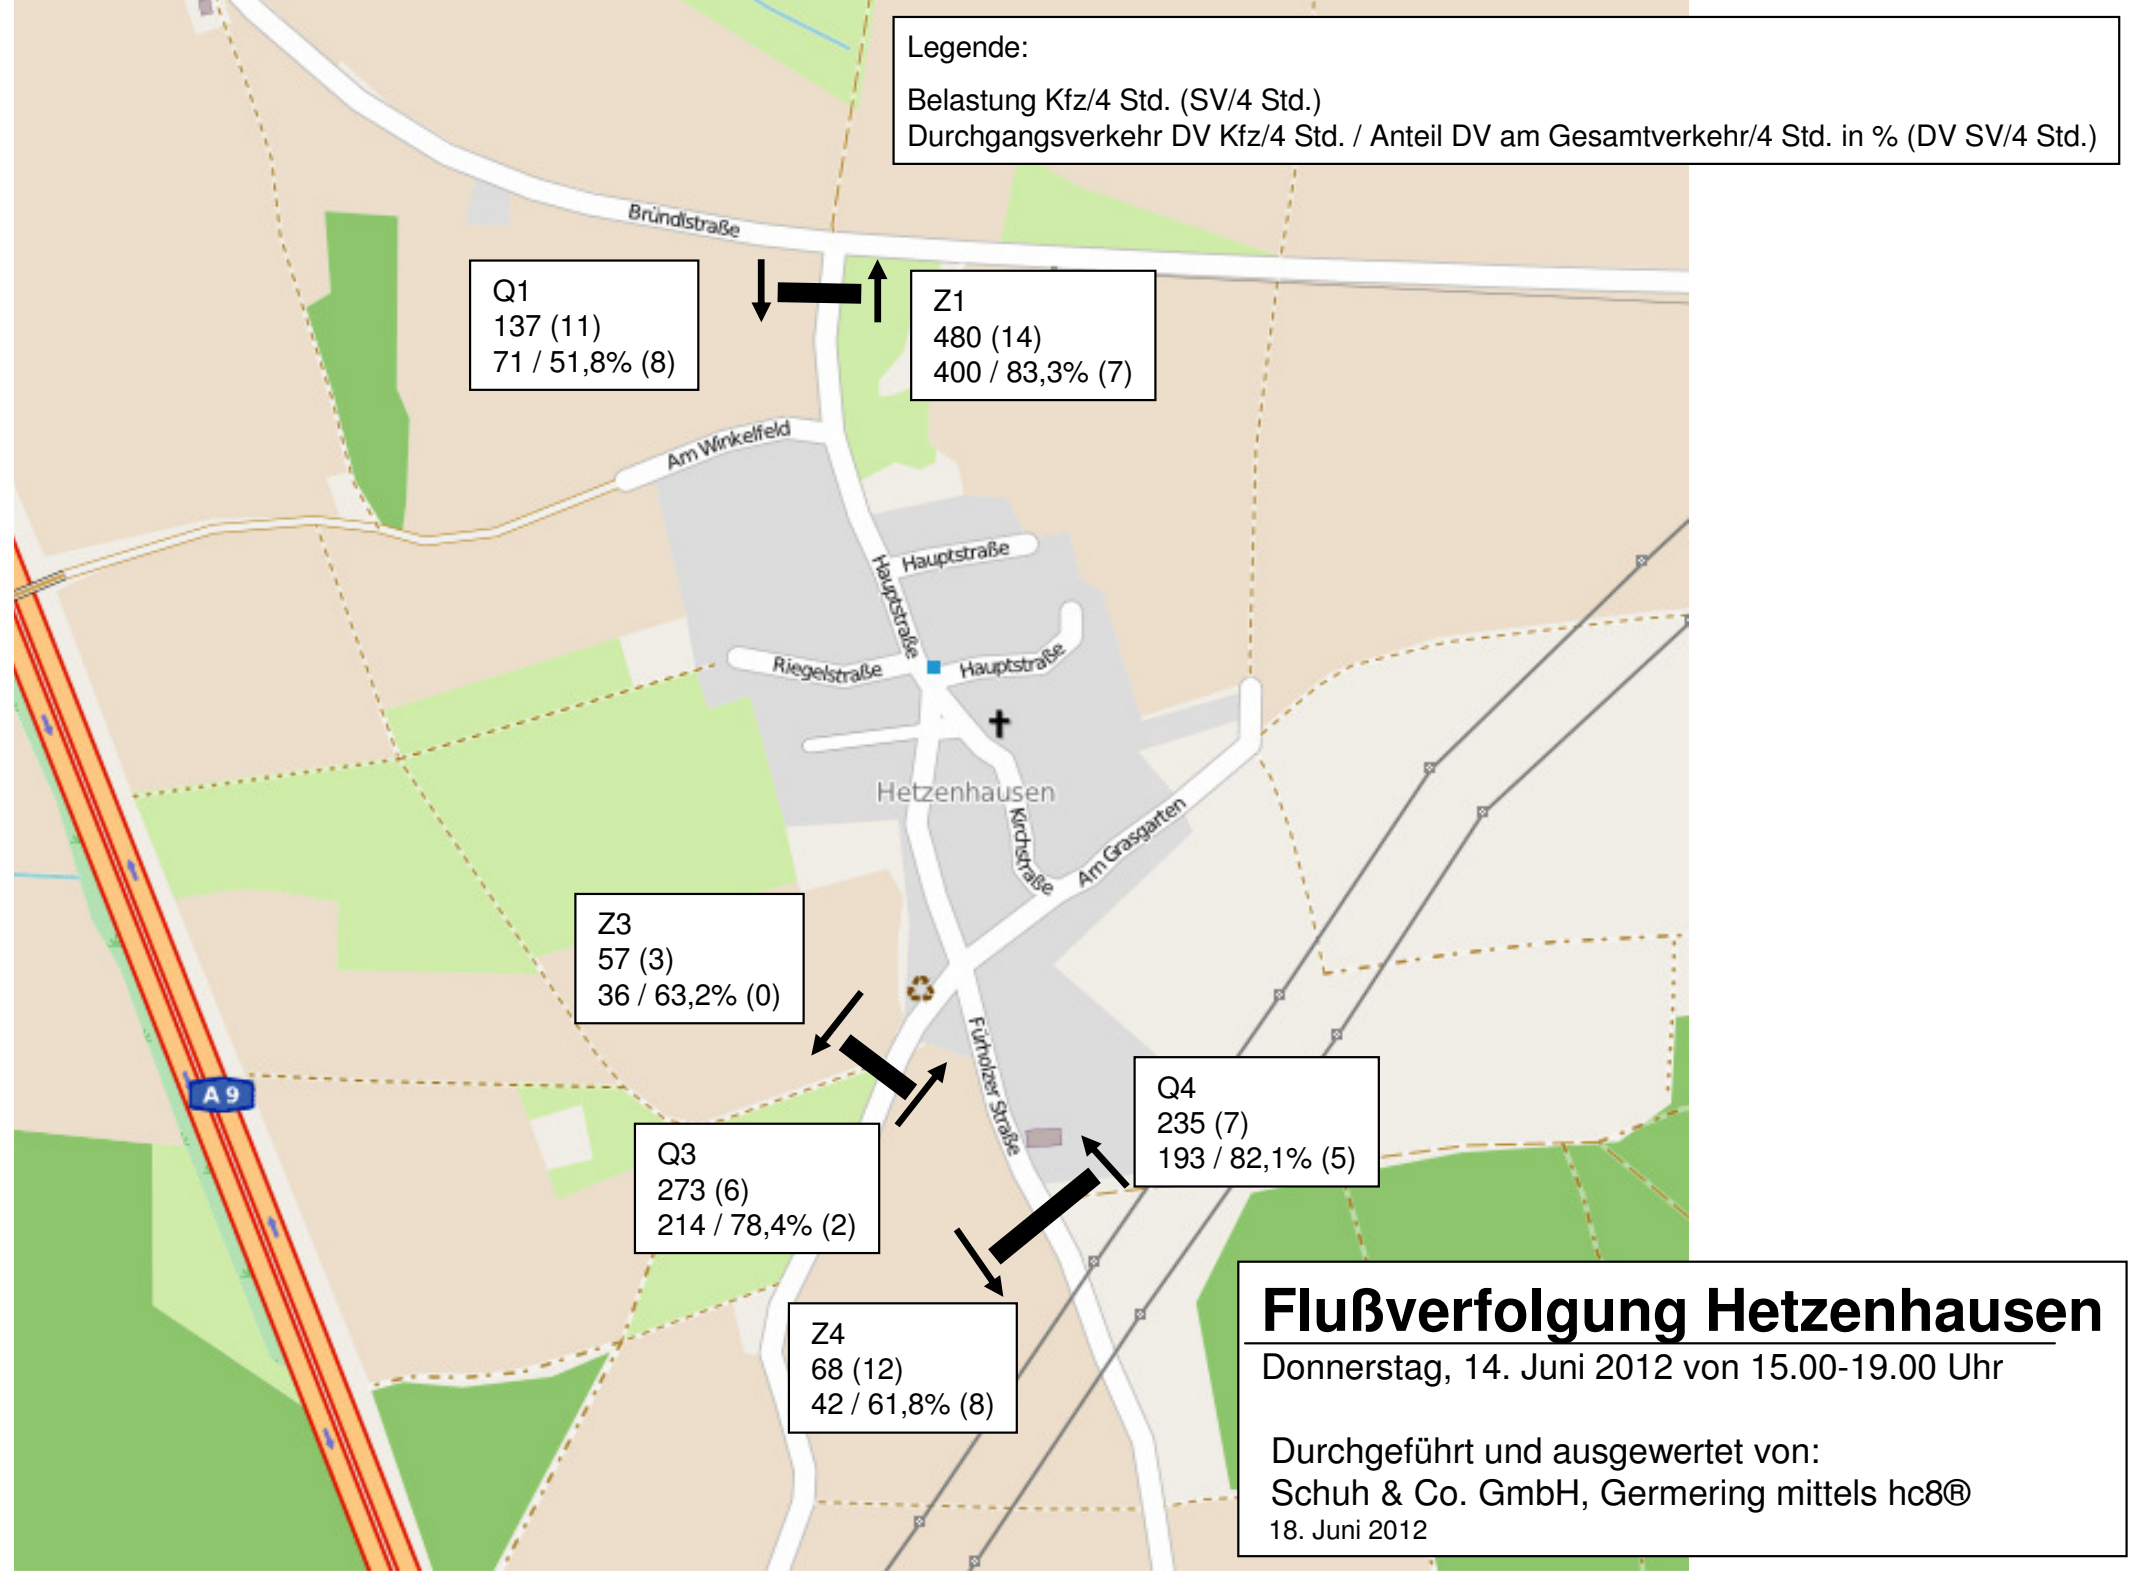 Legende:
Belastung Kfz/4 Std. (SV/4 Std.)
Durchgangsverkehr DV Kfz/4 Std. / Anteil DV am Gesamtverkehr/4 Std. in % (DV SV/4 Std.)
Bründlstraße
Q1
137 (11)
71 / 51,8% (8)
Z1
480 (14)
400 / 83,3% (7)
Am Winkelfeld
Hauptstraße
Hauptstraße
Riegelstraße
Hauptstraße
Hetzenhausen
Kirchstraße
Am Grasgarten
Z3
57 (3)
36 / 63,2% (0)
Fürholzer Straße
A 9
Q3
273 (6)
214 / 78,4% (2)
Q4
235 (7)
193 / 82,1% (5)
Z4
68 (12)
42 / 61,8% (8)
Flußverfolgung Hetzenhausen
Donnerstag, 14. Juni 2012 von 15.00-19.00 Uhr
Durchgeführt und ausgewertet von:
Schuh & Co. GmbH, Germering mittels hc8®
18. Juni 2012